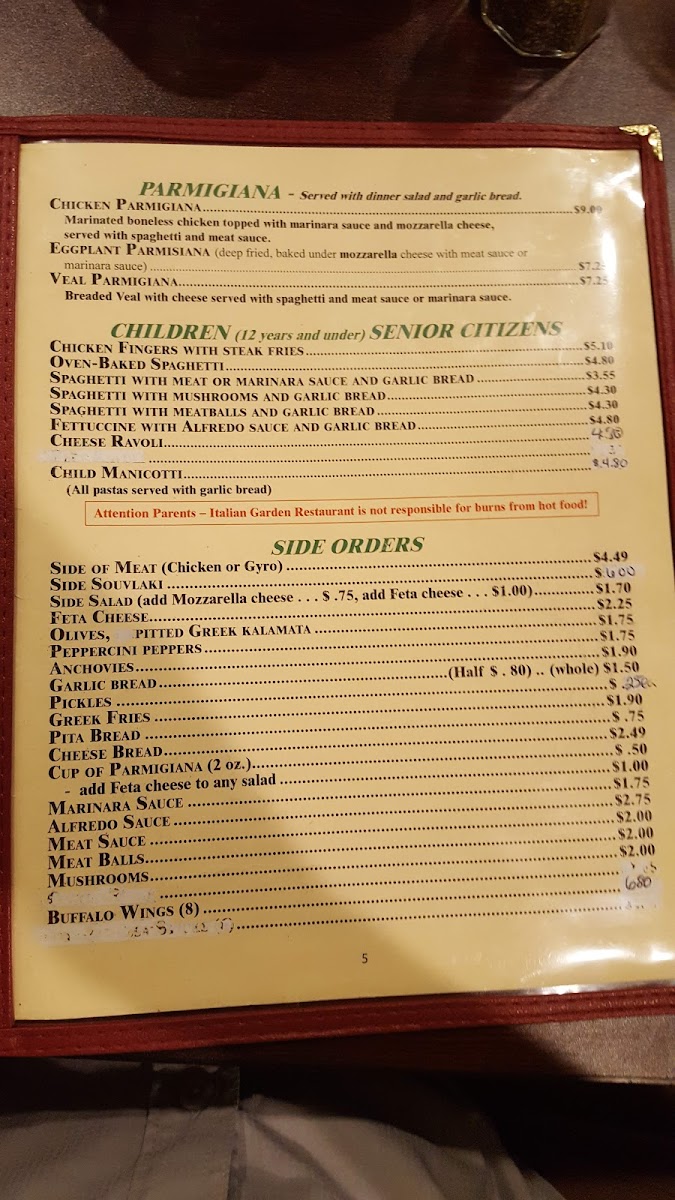 PARMIGIANA - Served with dinner salad and garlic bread.
CHICKEN PARMIGIANA $9.00
Marinated boneless chicken topped with marinara sauce and mozzarella cheese,
served with spaghetti and meat sauce.
EGGPLANT PARMISIANA (deep fried, baked under mozzarella cheese with meat sauce or
marinara sauce) $7.25
VEAL PARMIGIANA $7.25
Breaded Veal with cheese served with spaghetti and meat sauce or marinara sauce.
CHILDREN (12 years and under) SENIOR CITIZENS
CHICKEN FINGERS WITH STEAK FRIES $5.10
OVEN-BAKED SPAGHETTI $4.80
SPAGHETTI WITH MEAT OR MARINARA SAUCE AND GARLIC BREAD $3.55
SPAGHETTI WITH MUSHROOMS AND GARLIC BREAD $4.30
SPAGHETTI WITH MEATBALLS AND GARLIC BREAD $4.30
FETTUCCINE WITH ALFREDO SAUCE AND GARLIC BREAD $4.80
CHEESE RAVOLI
CHILD MANICOTTI $4.80
(All pastas served with garlic bread)
Attention Parents – Italian Garden Restaurant is not responsible for burns from hot food!
SIDE ORDERS
SIDE OF MEAT (Chicken or Gyro) $4.49
SIDE SOUVLAKI $6.00
SIDE SALAD (add Mozzarella cheese . . . $ .75, add Feta cheese . . . $1.00) $1.70
FETA CHEESE $2.25
OLIVES, PITTED GREEK KALAMATA $1.75
PEPPERCINI PEPPERS $1.75
ANCHOVIES $1.90
GARLIC BREAD (Half $ . 80) .. (whole) $1.50
PICKLES $
GREEK FRIES $1.90
PITA BREAD $ .75
CHEESE BREAD $2.49
CUP OF PARMIGIANA (2 oz.) $ .50
- add Feta cheese to any salad $1.00
MARINARA SAUCE $1.75
ALFREDO SAUCE $2.75
MEAT SAUCE $2.00
MEAT BALLS $2.00
MUSHROOMS $2.00
BUFFALO WINGS (8) 6.80
5